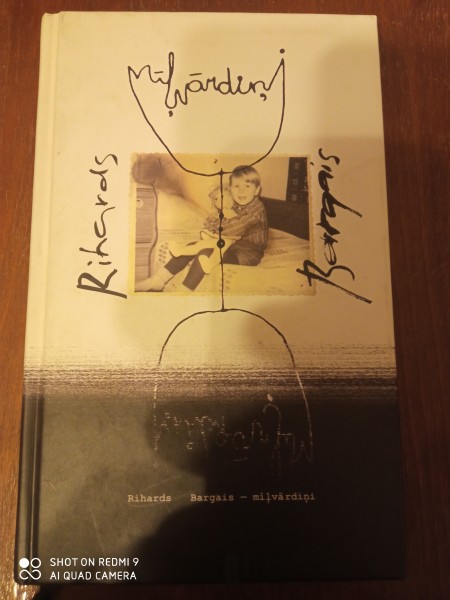 Mīļvārdiņi
Rihards
Bargais
Mīļvārdiņi
Rihards Bargais — mīļvārdiņi
SHOT ON REDMI 9
AI QUAD CAMERA